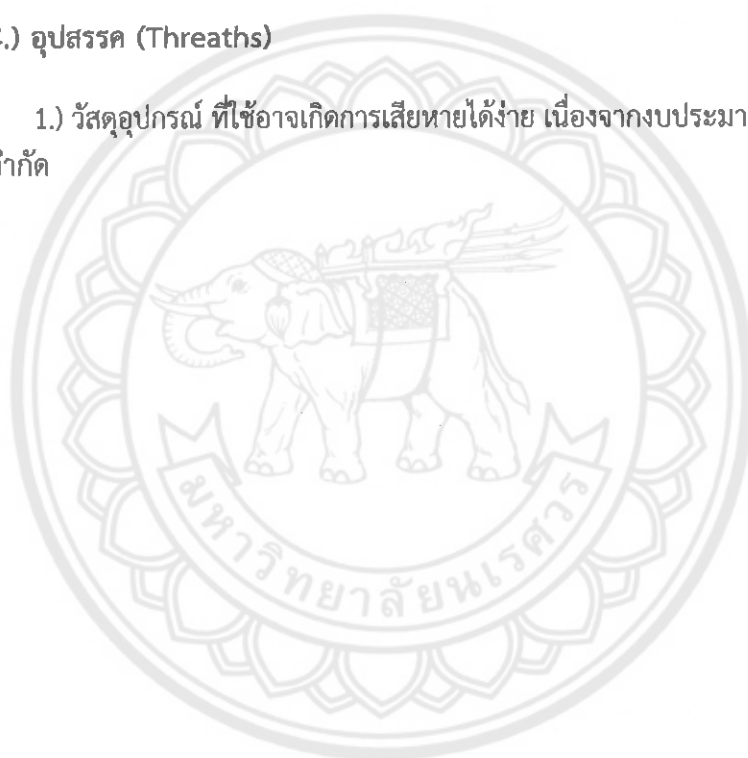 .) อุปสรรค (Threaths)
1.) วัสดุอุปกรณ์ ที่ใช้อาจเกิดการเสียหายได้ง่าย เนื่องจากงบประมา
จำกัด
มหาวิทยาลัยนเรศวร